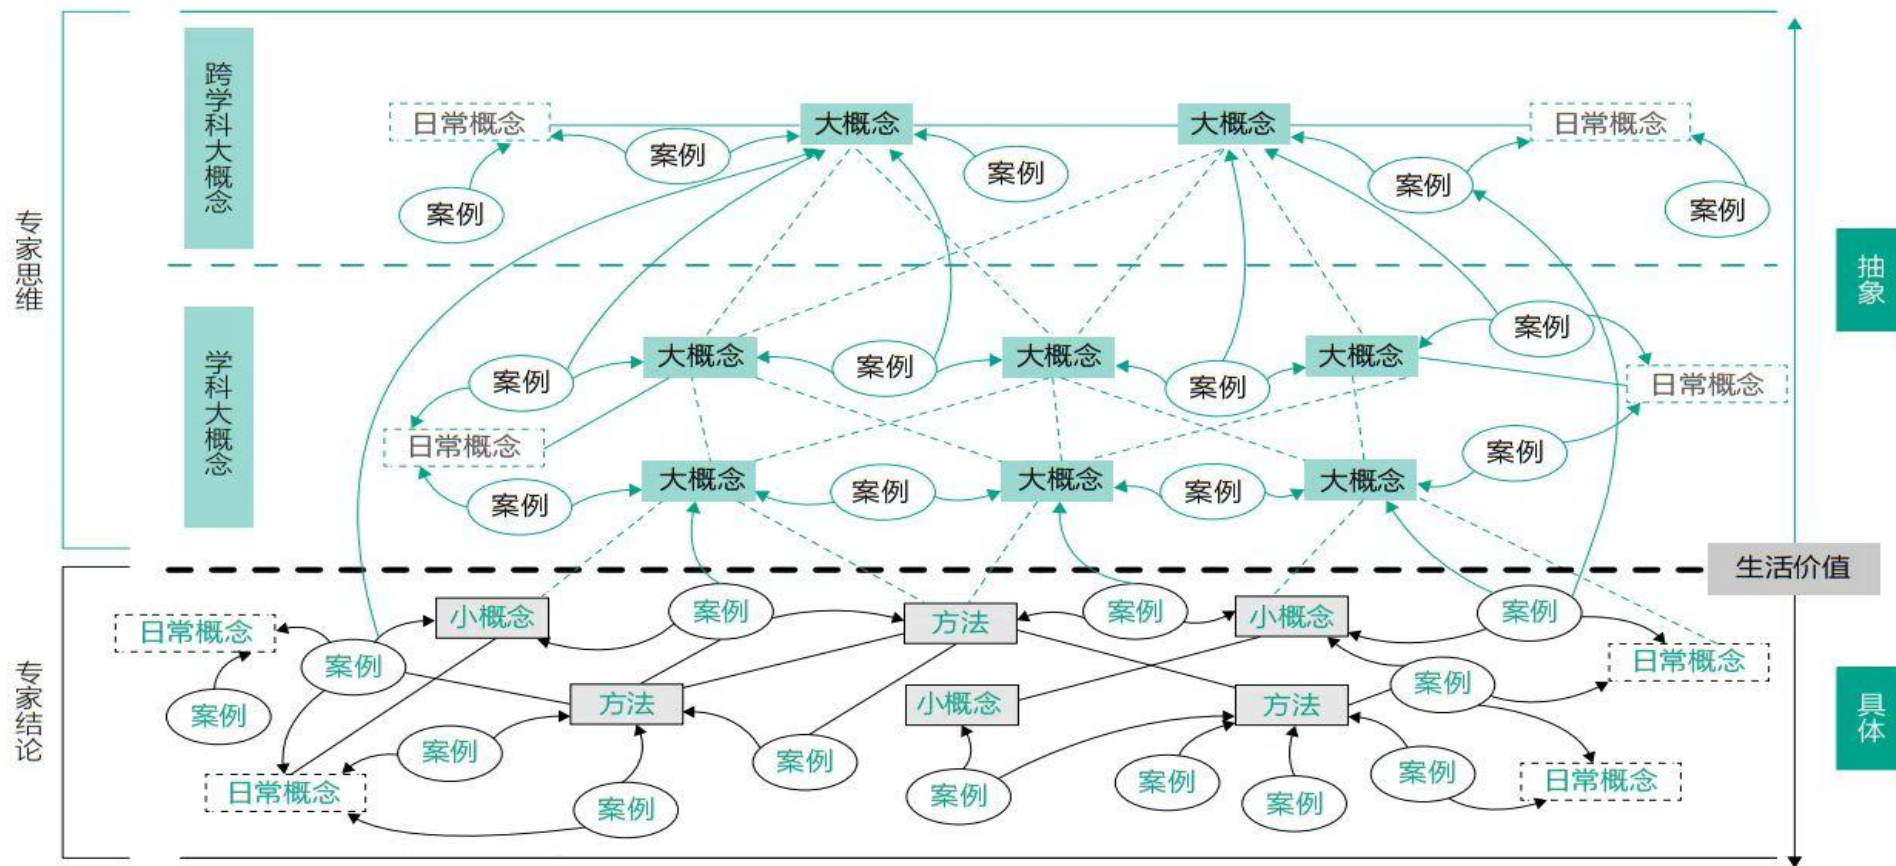 跨学科大概念
日常概念
大概念
大概念
日常概念
案例
案例
案例
案例
案例
案例
专家思维
抽象
学科大概念
案例
大概念
案例
大概念
案例
大概念
案例
日常概念
日常概念
案例
大概念
案例
大概念
案例
大概念
案例
生活价值
专家结论
具体
日常概念
小概念
案例
方法
案例
小概念
案例
日常概念
案例
案例
案例
方法
小概念
方法
案例
案例
案例
日常概念
案例
案例
案例
案例
案例
日常概念